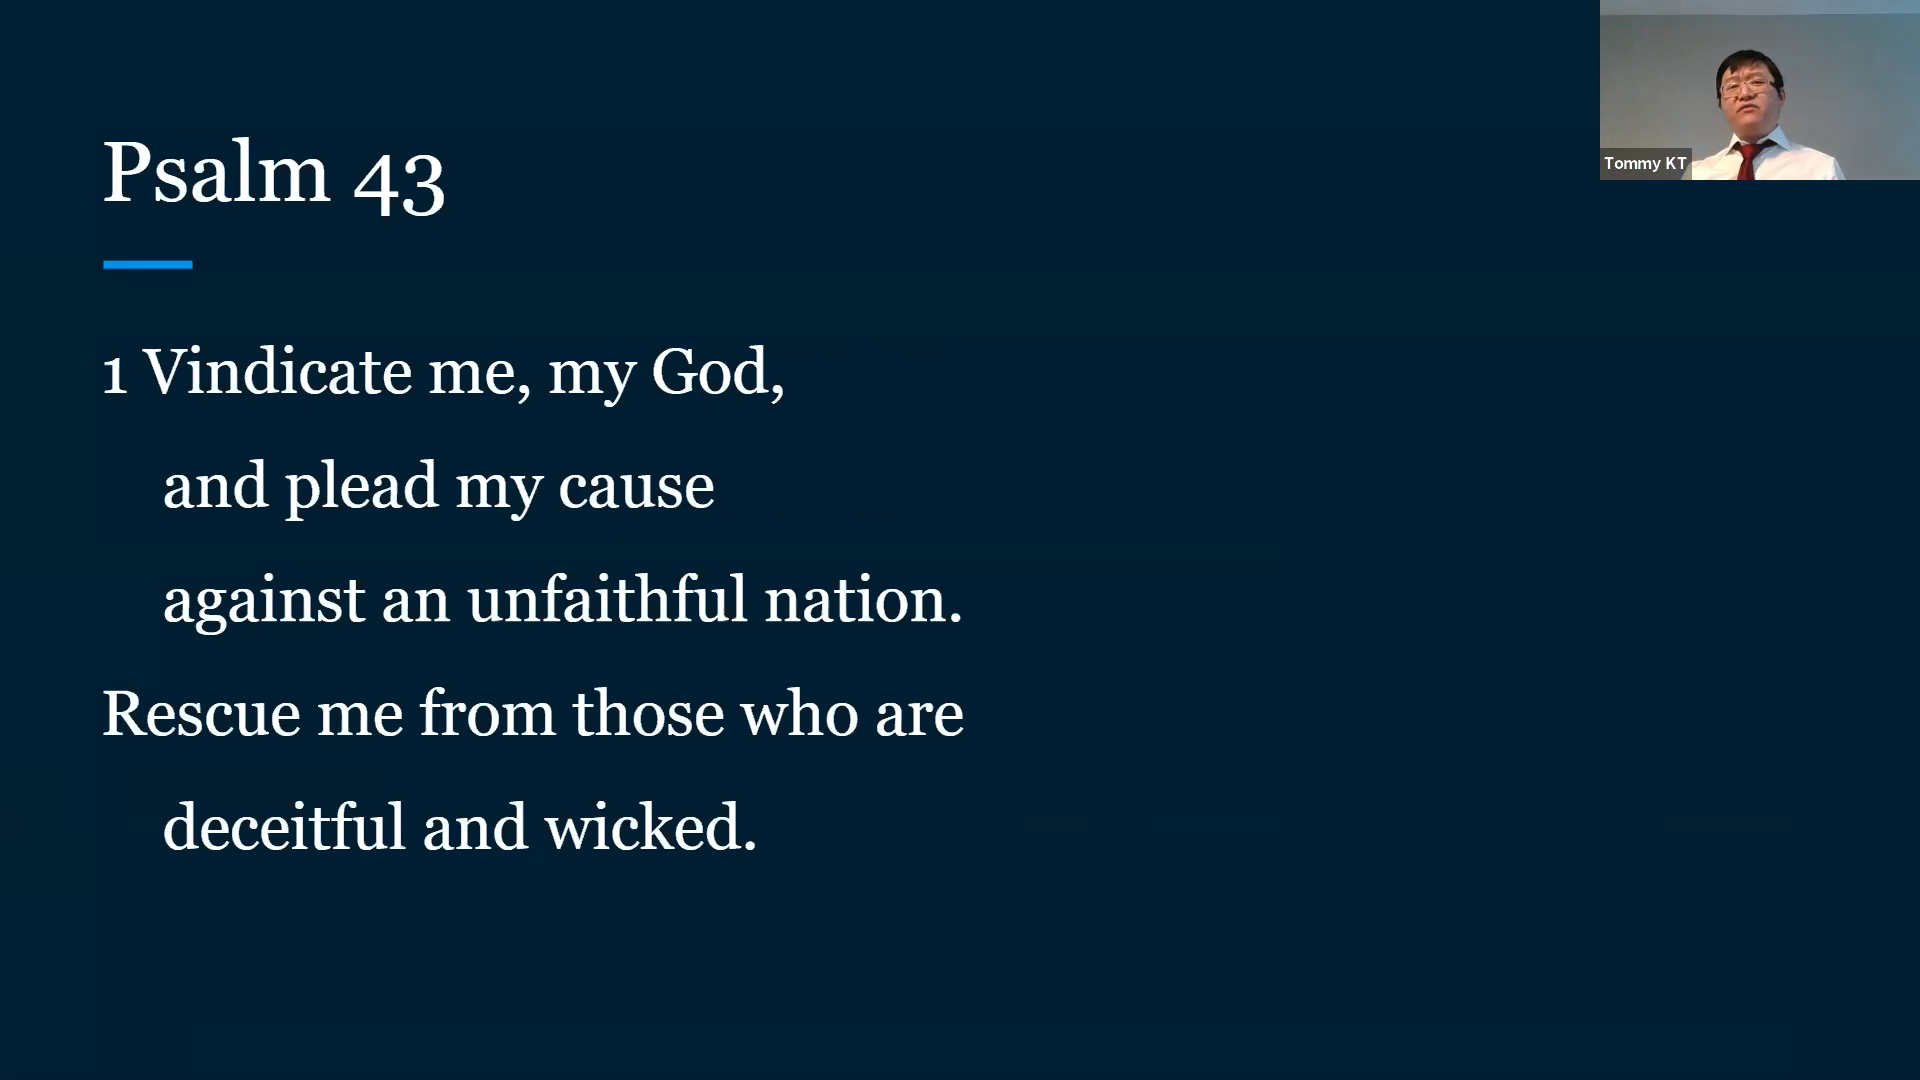 Psalm 43
1 Vindicate me, my God,
and plead my cause
against an unfaithful nation.
Rescue me from those who are
deceitful and wicked.
Tommy KT